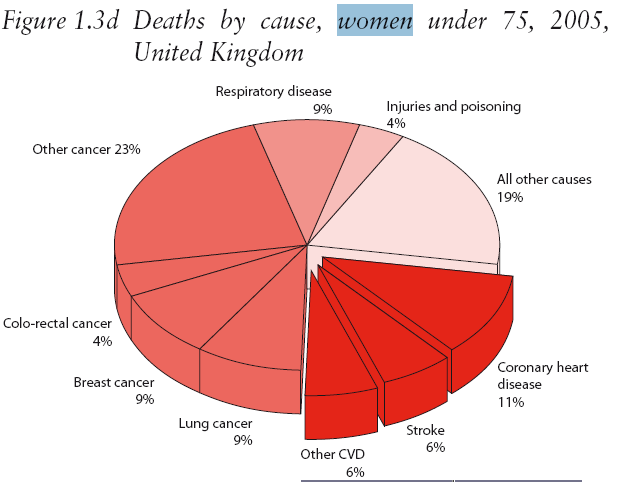 Figure 1.3d Deaths by cause, women under 75, 2005,
United Kingdom
Respiratory disease
9%
Injuries and poisoning
4%
Other cancer 23%
All other causes
19%
Colo-rectal cancer
4%
Breast cancer
9%
Lung cancer
9%
Other CVD
6%
Stroke
6%
Coronary heart
disease
11%